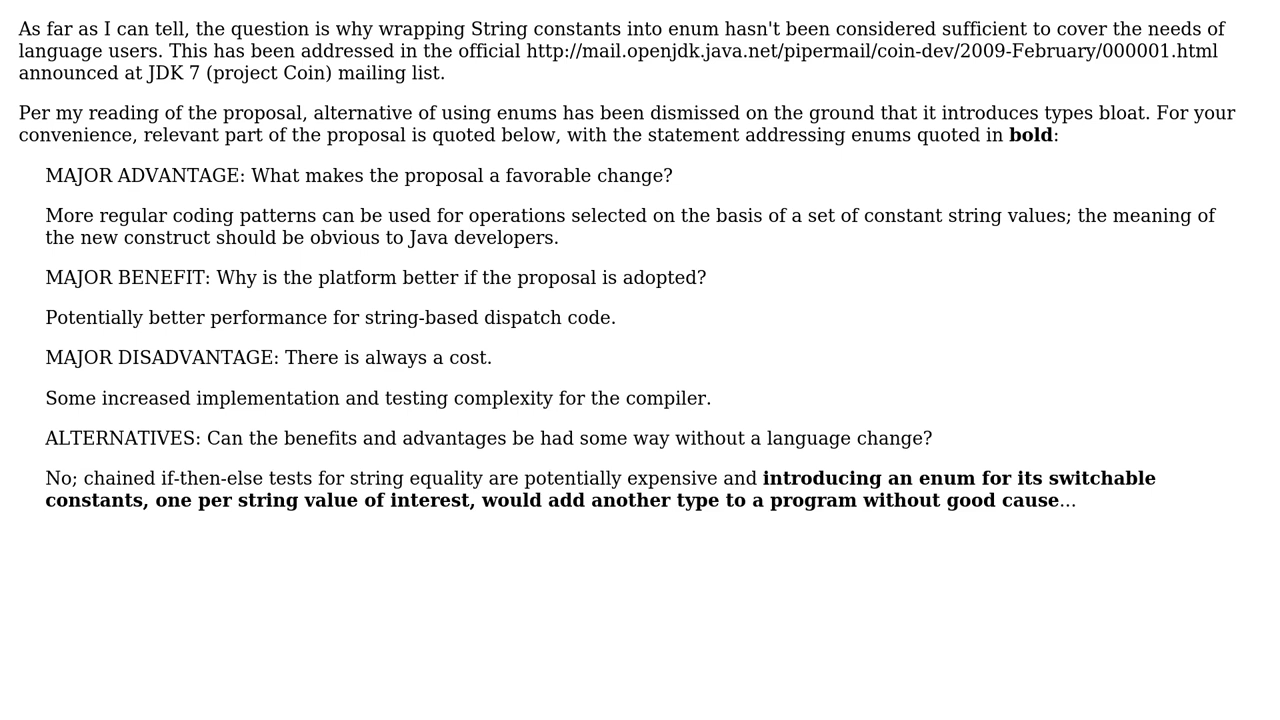 As far as I can tell, the question is why wrapping String constants into enum hasn't been considered sufficient to cover the needs of
language users. This has been addressed in the official http://mail.openjdk.java.net/pipermail/coin-dev/2009-February/000001.html
announced at JDK 7 (project Coin) mailing list.
Per my reading of the proposal, alternative of using enums has been dismissed on the ground that it introduces types bloat. For your
convenience, relevant part of the proposal is quoted below, with the statement addressing enums quoted in bold:
MAJOR ADVANTAGE: What makes the proposal a favorable change?
More regular coding patterns can be used for operations selected on the basis of a set of constant string values; the meaning of
the new construct should be obvious to Java developers.
MAJOR BENEFIT: Why is the platform better if the proposal is adopted?
Potentially better performance for string-based dispatch code.
MAJOR DISADVANTAGE: There is always a cost.
Some increased implementation and testing complexity for the compiler.
ALTERNATIVES: Can the benefits and advantages be had some way without a language change?
No; chained if-then-else tests for string equality are potentially expensive and introducing an enum for its switchable
constants, one per string value of interest, would add another type to a program without good cause...